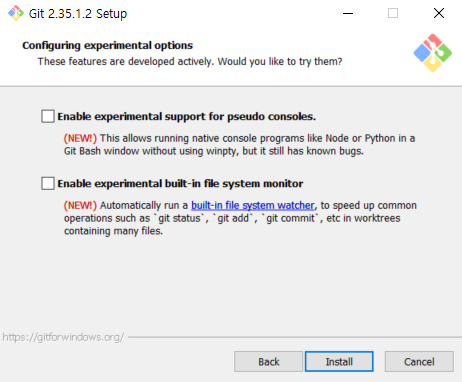 Git 2.35.1.2 Setup
Configuring experimental options
These features are developed actively. Would you like to try them?
Enable experimental support for pseudo consoles.
(NEW!) This allows running native console programs like Node or Python in a
Git Bash window without using winpty, but it still has known bugs.
Enable experimental built-in file system monitor
(NEW!) Automatically run a built-in file system watcher, to speed up common
operations such as `git status`, `git add`, `git commit`, etc in worktrees
containing many files.
https://gitforwindows.org/
Back Install Cancel